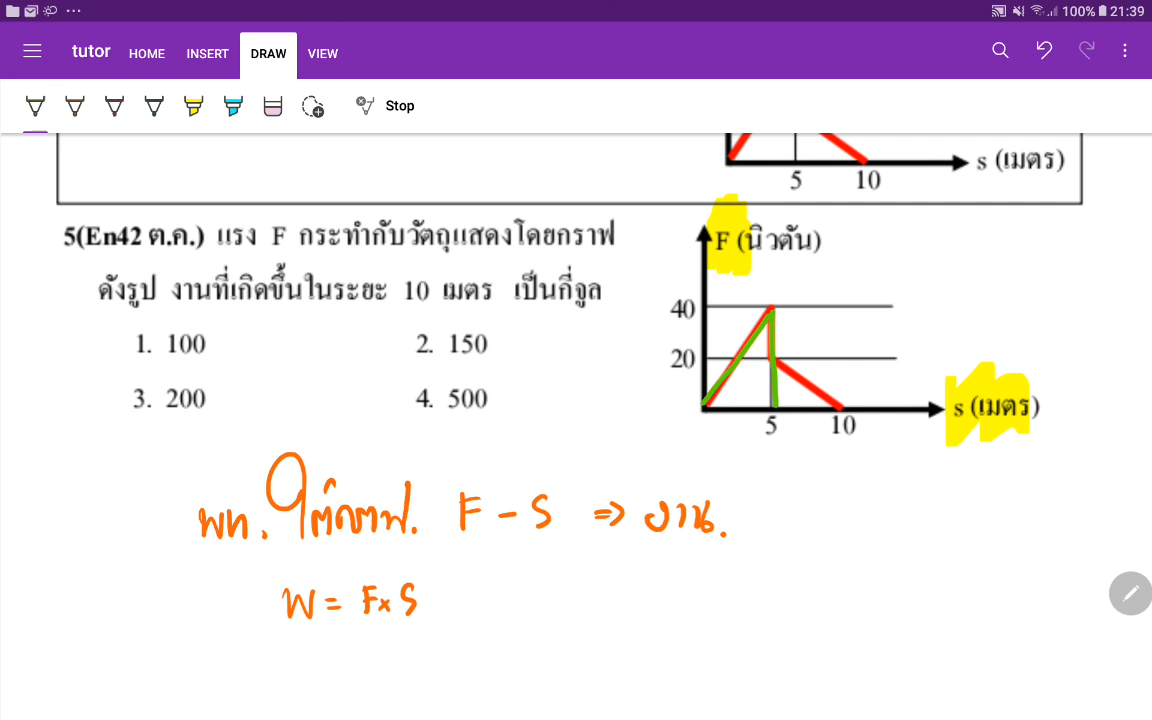 100% 21:39
tutor HOME INSERT DRAW VIEW
Stop
s (เมตร)
5 10
5(En42 ต.ค.) แรง F กระทำกับวัตถุแสดงโดยกราฟ
ดังรูป งานที่เกิดขึ้นในระยะ 10 เมตร เป็นกี่จูล
1. 100 2. 150
3. 200 4. 500
F (นิวตัน)
40
20
s (เมตร)
5 10
พท. ใต้กราฟ. F - S ⇒ งาน.
W = F x S